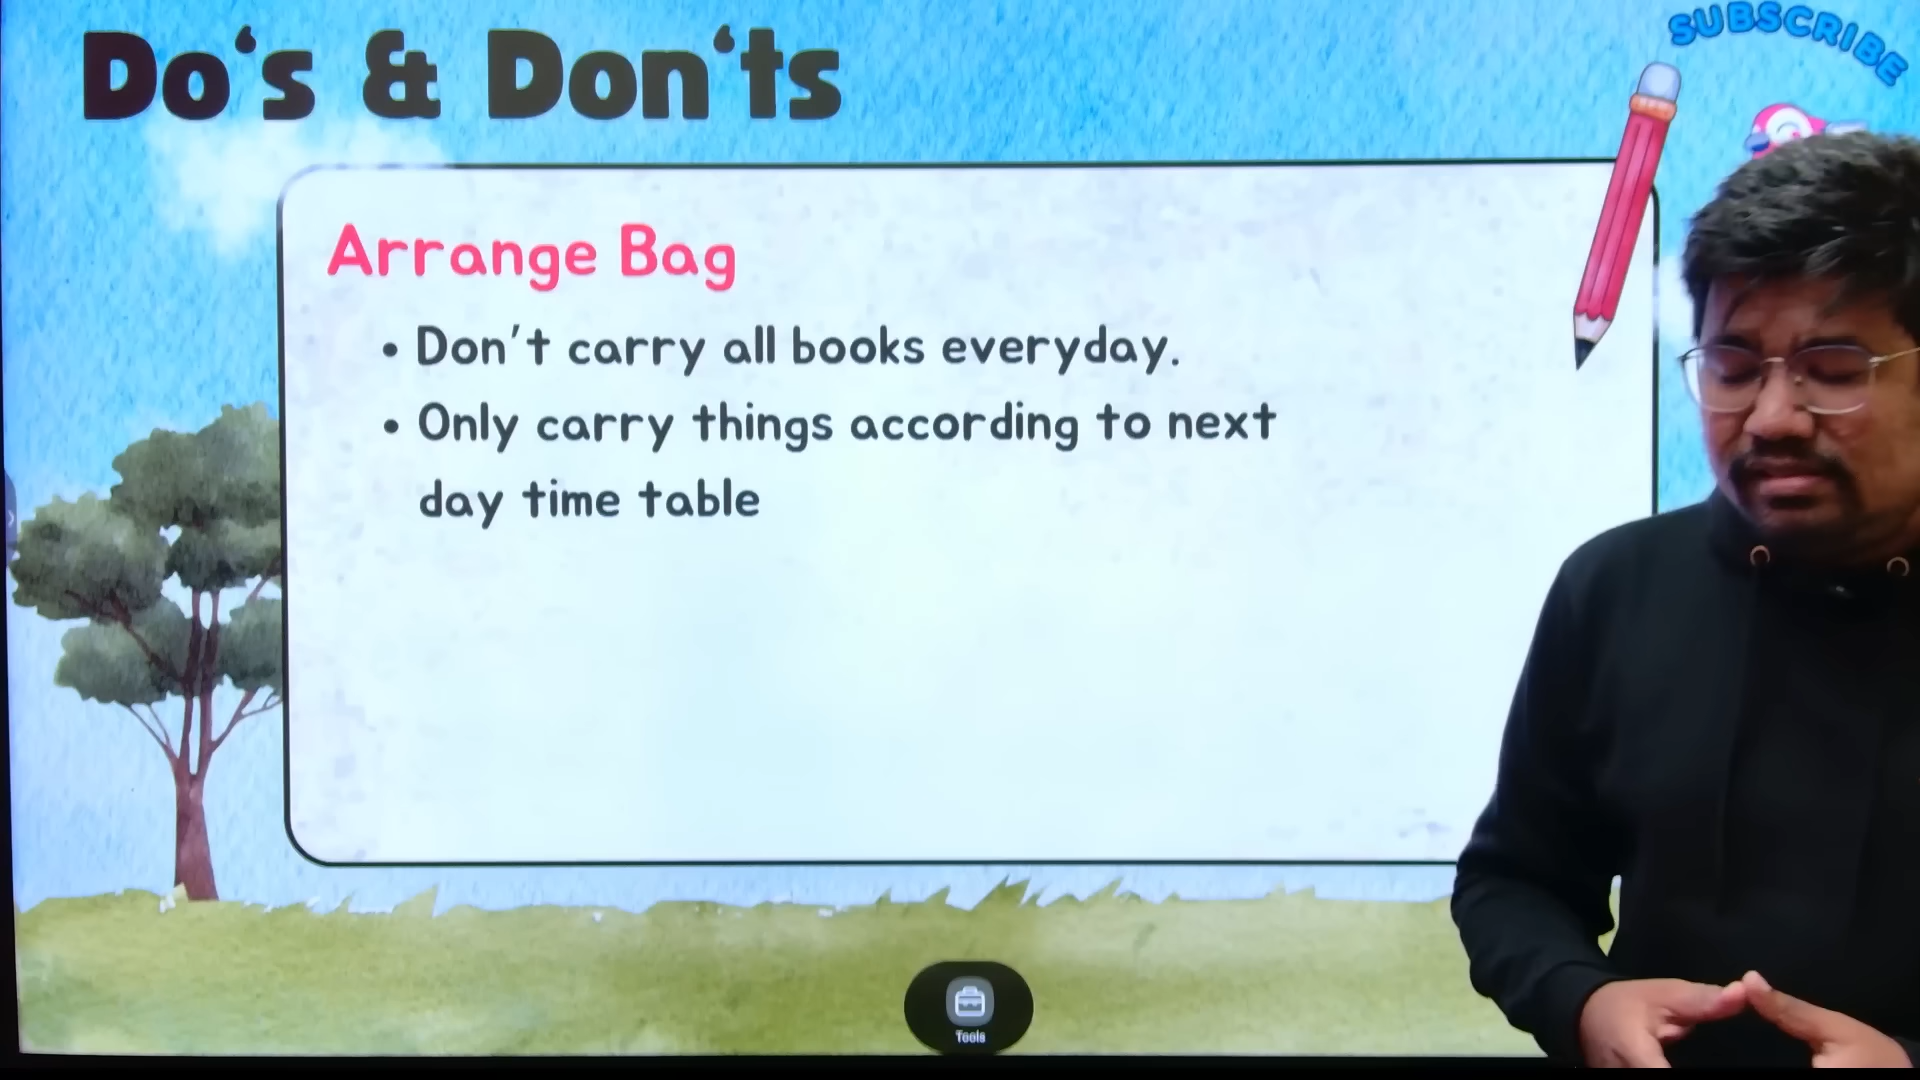 Do‘s & Don‘ts
SUBSCRIBE
Arrange Bag
• Don't carry all books everyday.
• Only carry things according to next
day time table
Tools